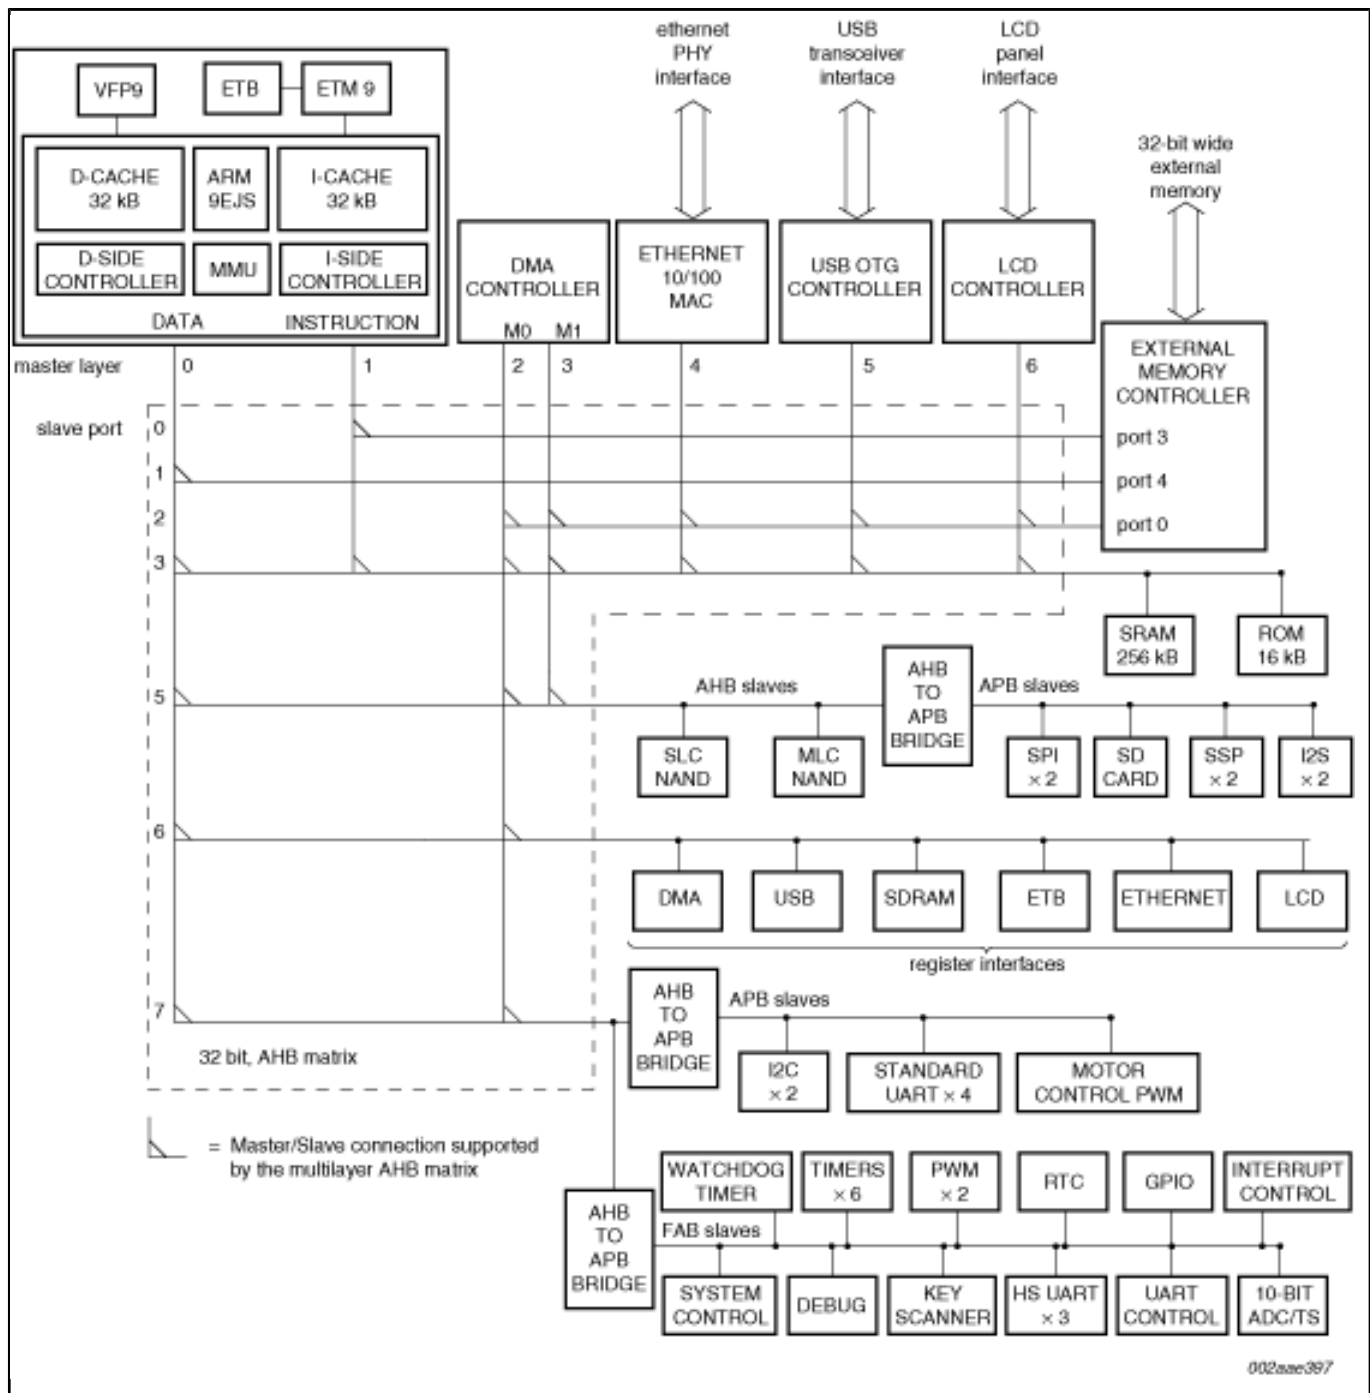 ethernet
PHY
interface
USB
transceiver
interface
LCD
panel
interface
32-bit wide
external
memory
VFP9
ETB
ETM 9
D-CACHE
32 kB
ARM
9EJS
I-CACHE
32 kB
D-SIDE
CONTROLLER
MMU
I-SIDE
CONTROLLER
DATA
INSTRUCTION
DMA
CONTROLLER
M0
M1
ETHERNET
10/100
MAC
USB OTG
CONTROLLER
LCD
CONTROLLER
EXTERNAL
MEMORY
CONTROLLER
port 3
port 4
port 0
master layer
0
1
2
3
4
5
6
slave port
0
1
2
3
5
6
7
SRAM
256 kB
ROM
16 kB
AHB slaves
AHB
TO
APB
BRIDGE
APB slaves
SLC
NAND
MLC
NAND
SPI
× 2
SD
CARD
SSP
× 2
I2S
× 2
DMA
USB
SDRAM
ETB
ETHERNET
LCD
register interfaces
AHB
TO
APB
BRIDGE
APB slaves
I2C
× 2
STANDARD
UART × 4
MOTOR
CONTROL PWM
32 bit, AHB matrix
= Master/Slave connection supported
by the multilayer AHB matrix
AHB
TO
APB
BRIDGE
WATCHDOG
TIMER
TIMERS
× 6
PWM
× 2
RTC
GPIO
INTERRUPT
CONTROL
FAB slaves
SYSTEM
CONTROL
DEBUG
KEY
SCANNER
HS UART
× 3
UART
CONTROL
10-BIT
ADC/TS
002aae397